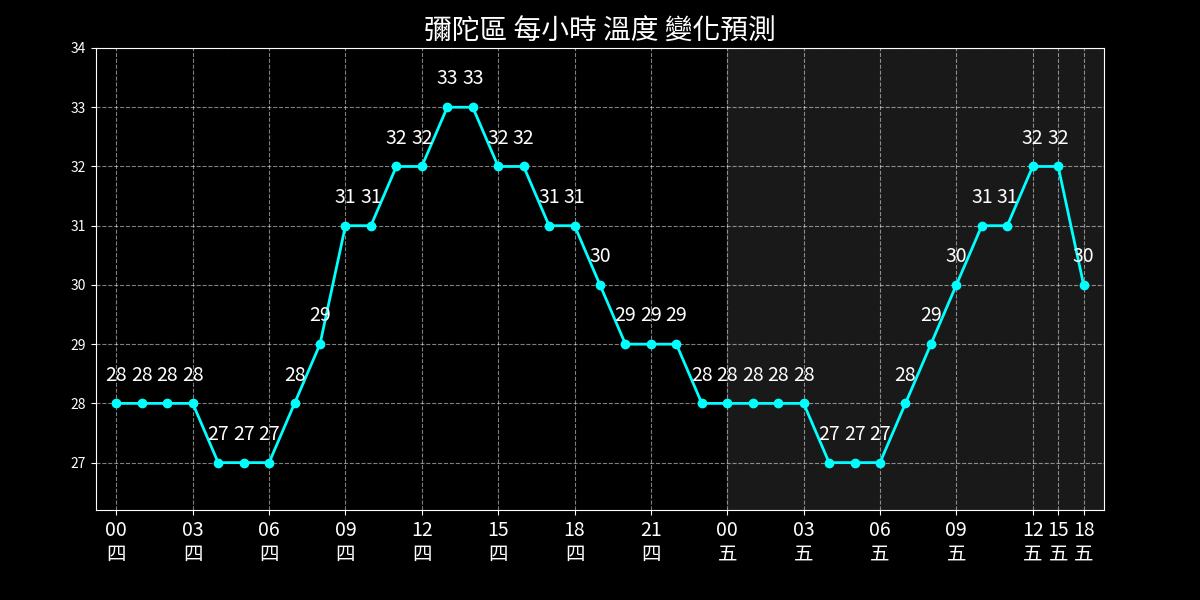 彌陀區 每小時 溫度 變化預測
34
33 33
33
32 32 32 32 32 32
32
31 31 31 31 31 31
31
30 30 30
30
29 29 29 29 29
29
28 28 28 28 28 28 28 28 28 28 28
28
27 27 27 27 27 27
27
00 03 06 09 12 15 18 21 00 03 06 09 12 15 18
四 四 四 四 四 四 四 四 五 五 五 五 五 五 五